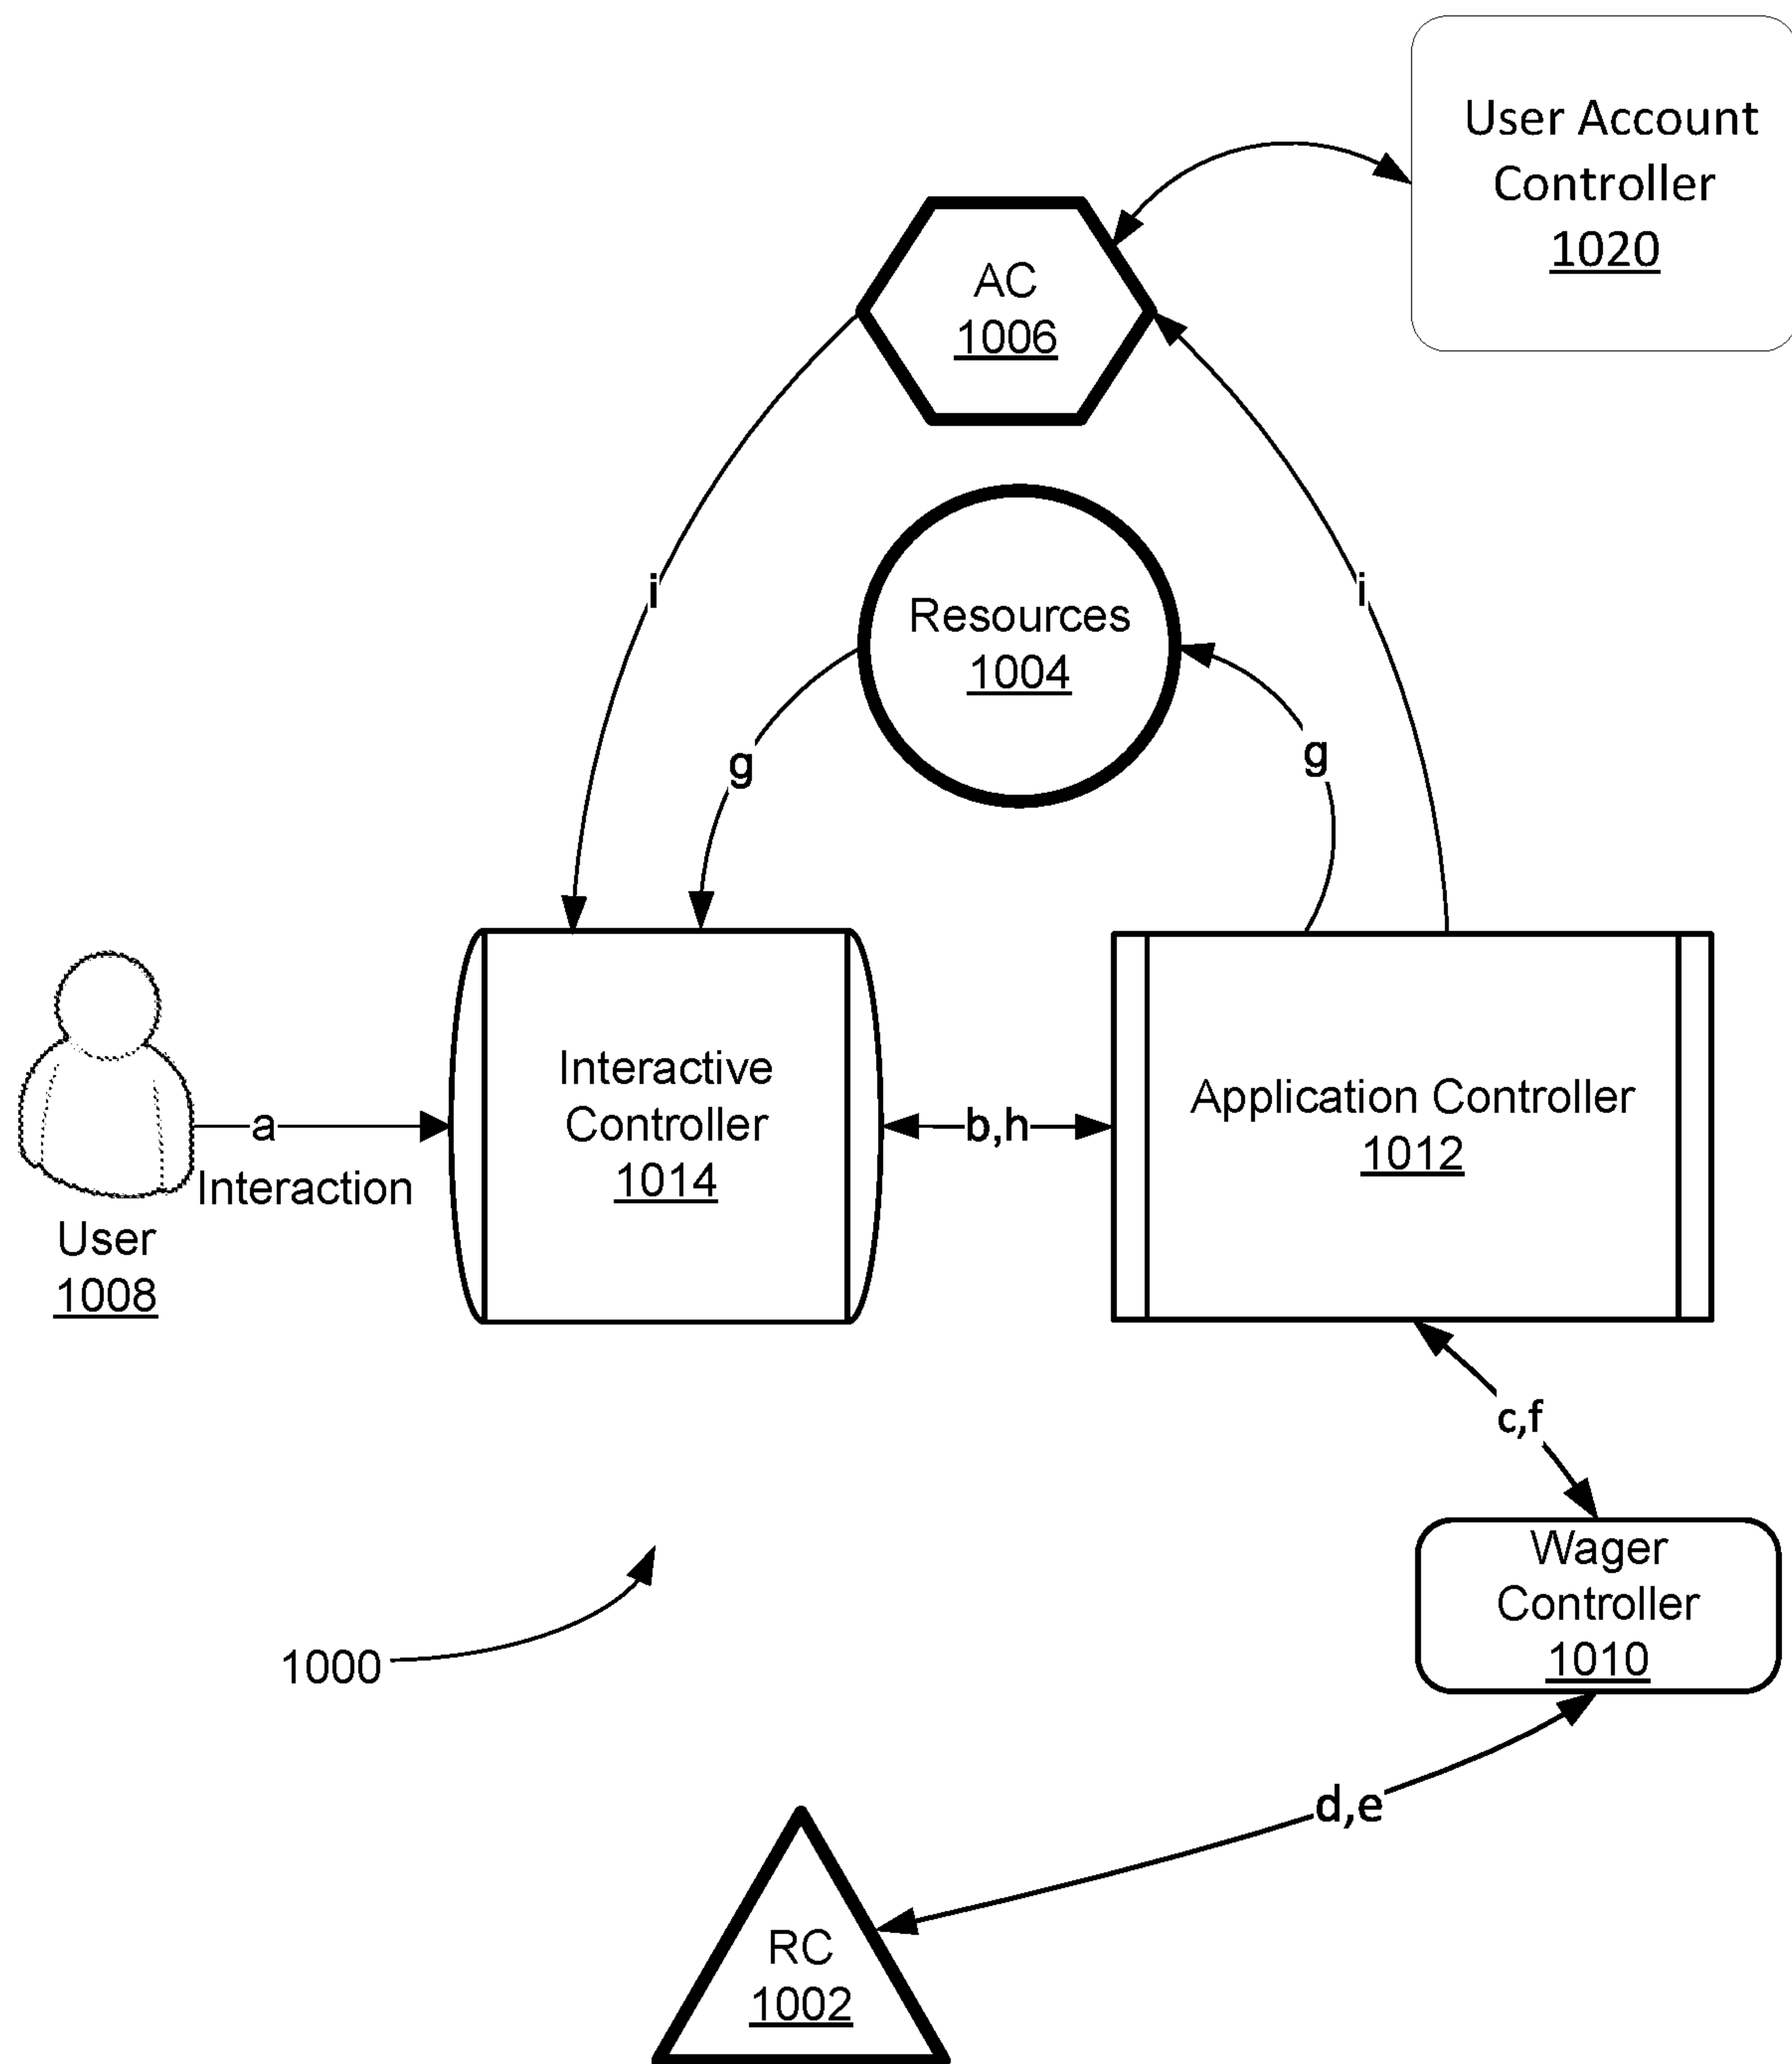 User Account
Controller
1020
AC
1006
i
i
Resources
1004
g
g
Interactive
Controller
1014
Application Controller
1012
a
Interaction
b,h
User
1008
c,f
Wager
Controller
1010
1000
d,e
RC
1002